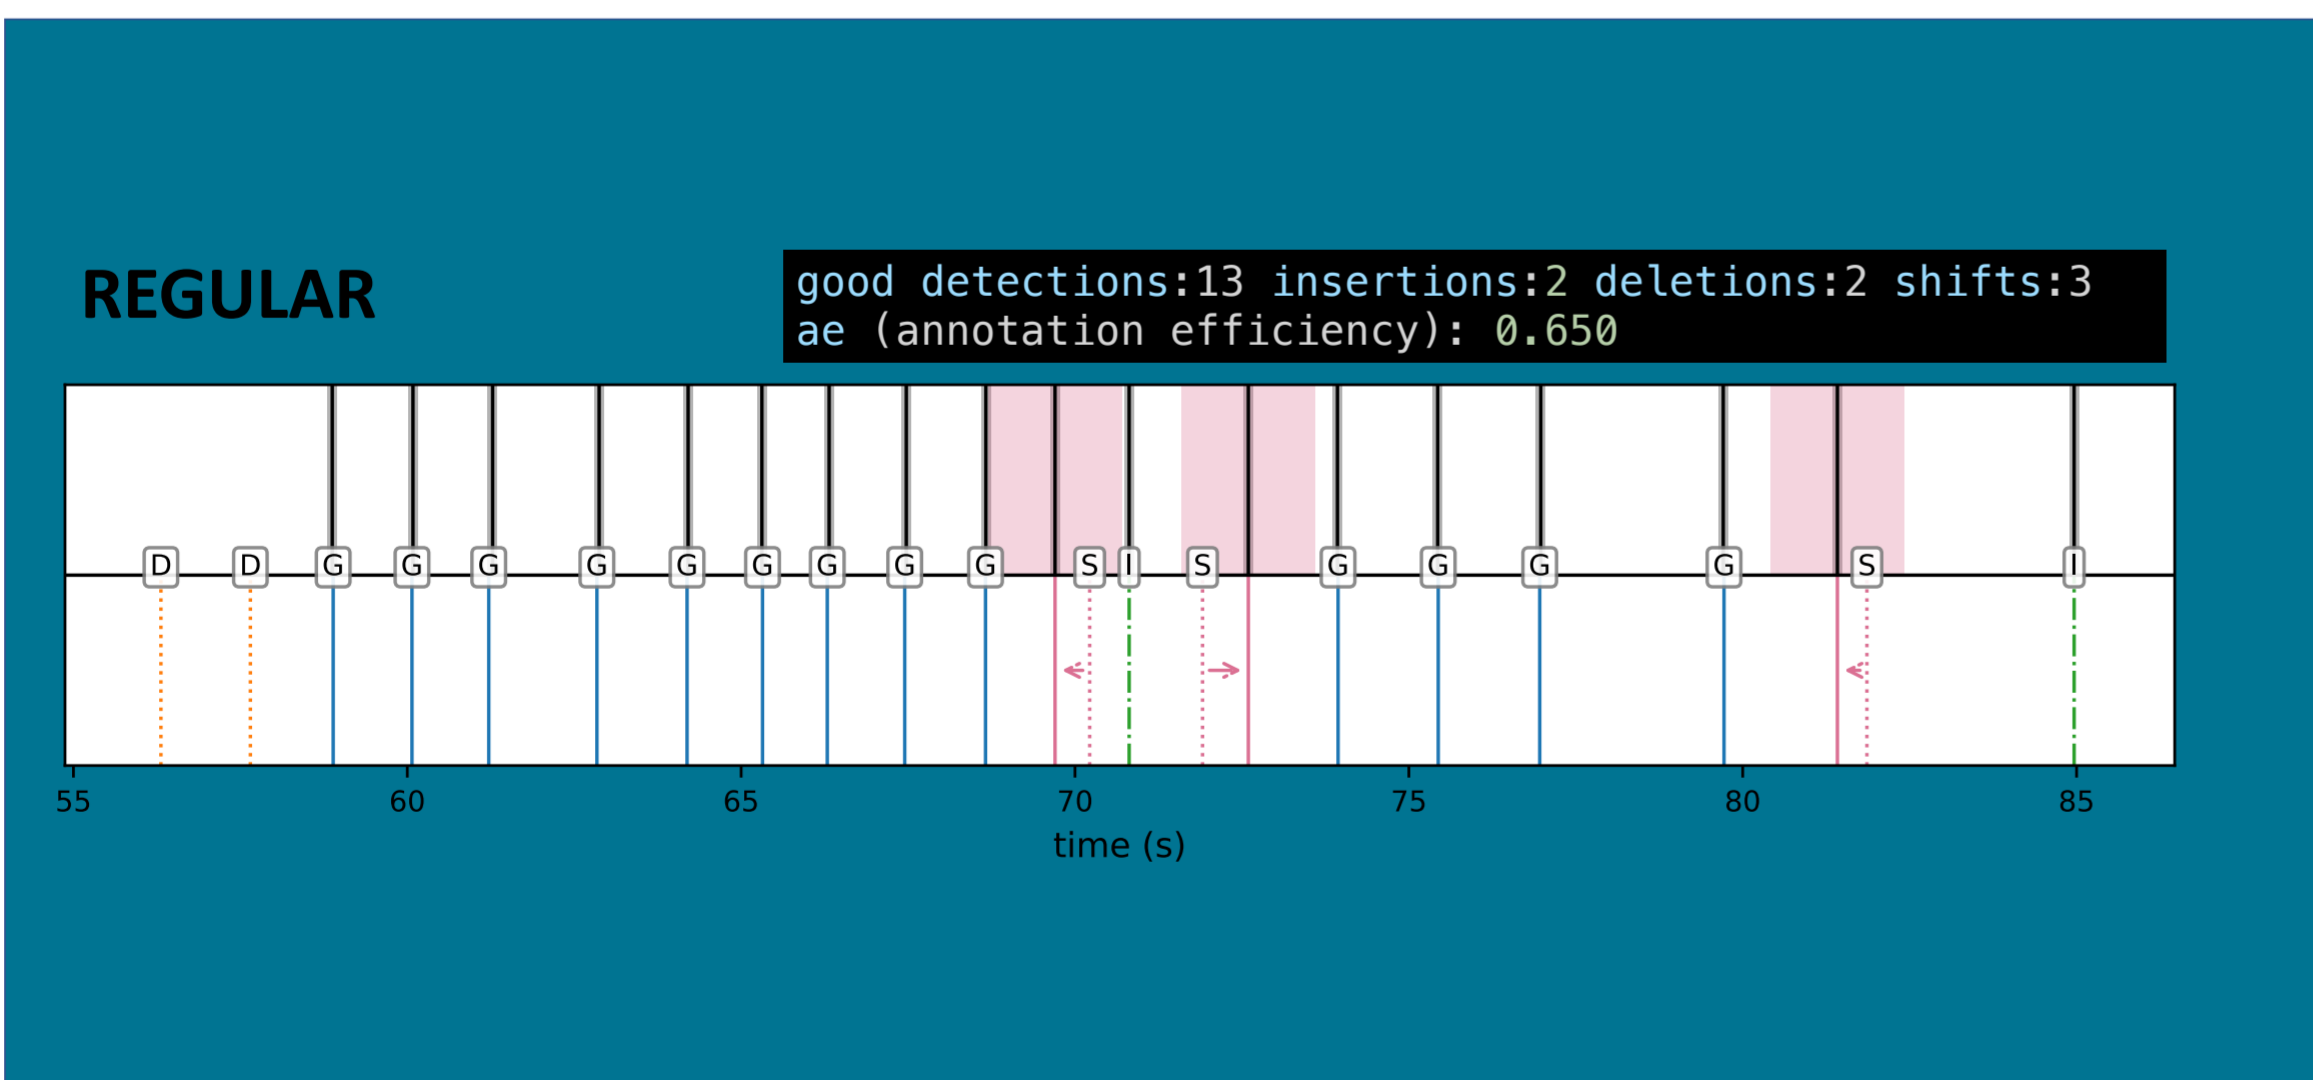 REGULAR
good detections:13 insertions:2 deletions:2 shifts:3
ae (annotation efficiency): 0.650
D D G G G G G G G G G S I S G G G G S I
55 60 65 70 75 80 85
time (s)